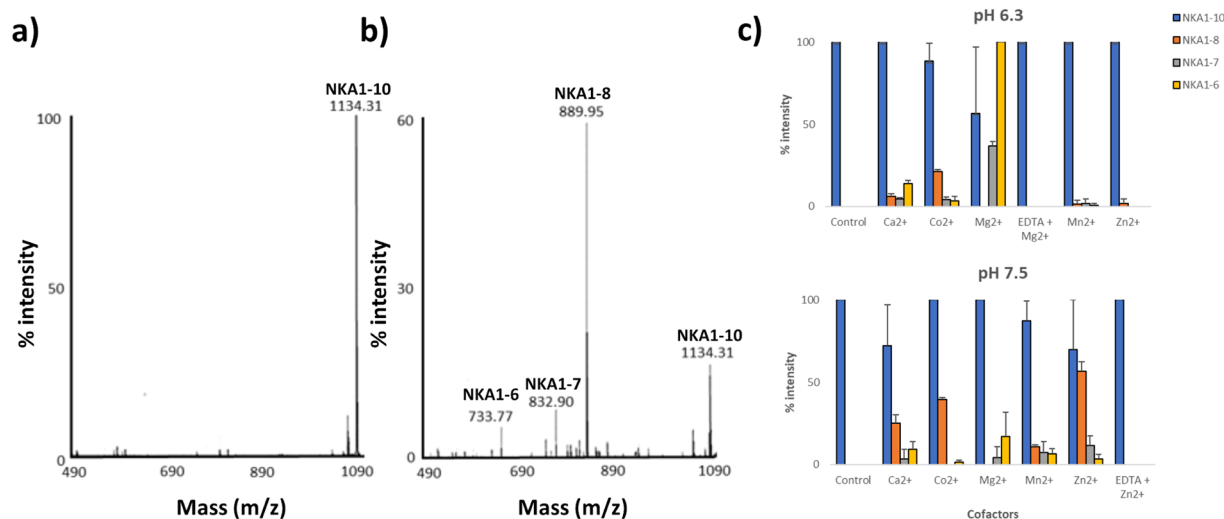 a)
100
50
0
% intensity
NKA1-10
1134.31
490
690
890
1090
Mass (m/z)
b)
60
30
0
% intensity
NKA1-8
889.95
NKA1-6
733.77
NKA1-7
832.90
NKA1-10
1134.31
490
690
890
1090
Mass (m/z)
c)
pH 6.3
NKA1-10
NKA1-8
NKA1-7
NKA1-6
100
50
0
% intensity
Control
Ca2+
Co2+
Mg2+
EDTA +
Mg2+
Mn2+
Zn2+
pH 7.5
100
50
0
% intensity
Control
Ca2+
Co2+
Mg2+
Mn2+
Zn2+
EDTA +
Zn2+
Cofactors